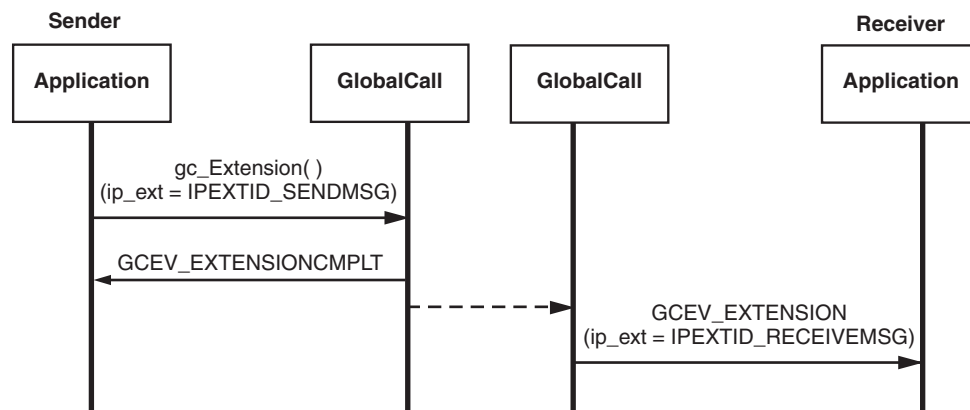 Sender
Receiver
Application
GlobalCall
GlobalCall
Application
gc_Extension( )
(ip_ext = IPEXTID_SENDMSG)
GCEV_EXTENSIONCMPLT
GCEV_EXTENSION
(ip_ext = IPEXTID_RECEIVEMSG)